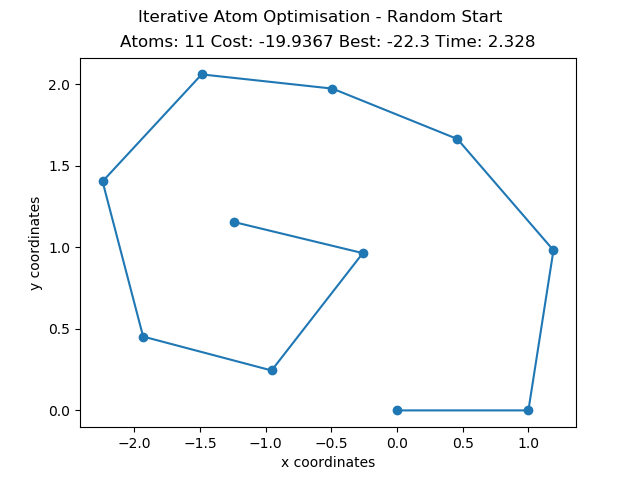 Iterative Atom Optimisation - Random Start
Atoms: 11 Cost: -19.9367 Best: -22.3 Time: 2.328
y coordinates
2.0
1.5
1.0
0.5
0.0
−2.0 −1.5 −1.0 −0.5 0.0 0.5 1.0
x coordinates